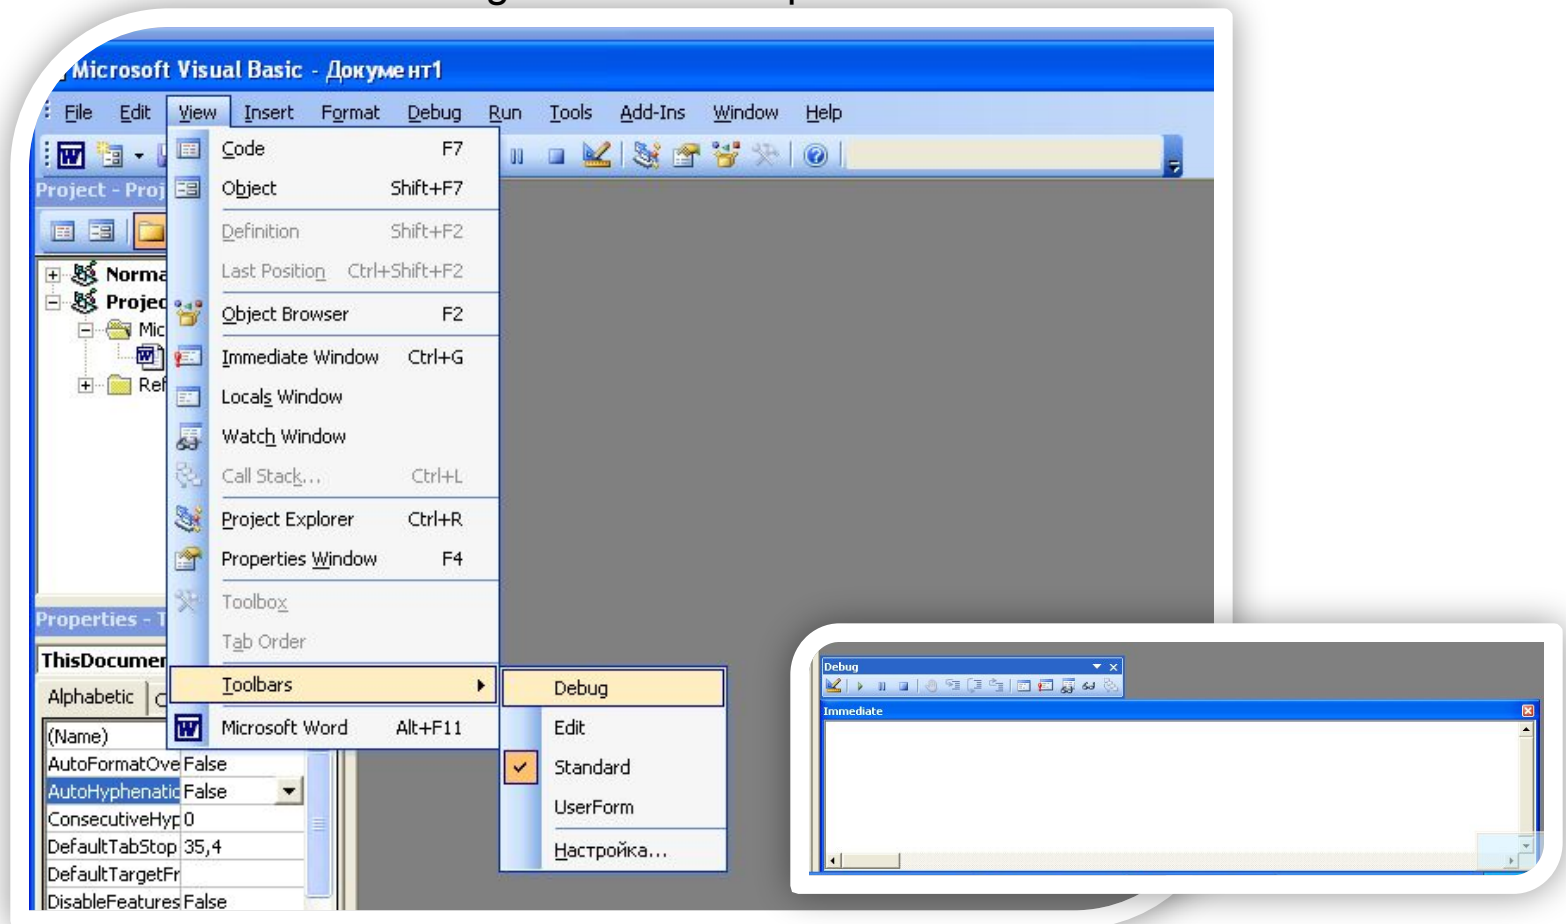 Microsoft Visual Basic - Документ1
File Edit View Insert Format Debug Run Tools Add-Ins Window Help
Code F7
Object Shift+F7
Project - Proj
Definition Shift+F2
Last Position Ctrl+Shift+F2
Norma
Projec
Object Browser F2
Mic
Immediate Window Ctrl+G
Ref
Locals Window
Watch Window
Call Stack... Ctrl+L
Project Explorer Ctrl+R
Properties Window F4
Toolbox
Properties - T
Tab Order
ThisDocumen
Toolbars
Debug
Alphabetic
Microsoft Word Alt+F11
Edit
(Name)
AutoFormatOve False
Standard
AutoHyphenatic False
UserForm
ConsecutiveHyp 0
DefaultTabStop 35,4
Настройка...
DefaultTargetFr
DisableFeatures False
Debug
Immediate